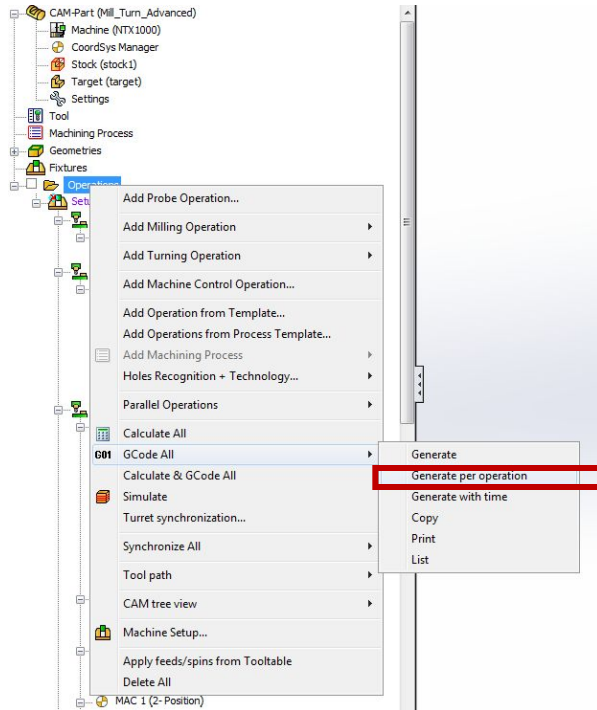 CAM-Part (Mill_Turn_Advanced)
Machine (NTX1000)
CoordSys Manager
Stock (stock1)
Target (target)
Settings
Tool
Machining Process
Geometries
Fixtures
Operations
Add Probe Operation...
Add Milling Operation
Add Turning Operation
Add Machine Control Operation...
Add Operation from Template...
Add Operations from Process Template...
Add Machining Process
Holes Recognition + Technology...
Parallel Operations
Calculate All
G01 GCode All
Calculate & GCode All
Simulate
Turret synchronization...
Synchronize All
Tool path
CAM tree view
Machine Setup...
Apply feeds/spins from Tooltable
Delete All
Generate
Generate per operation
Generate with time
Copy
Print
List
MAC 1 (2- Position)